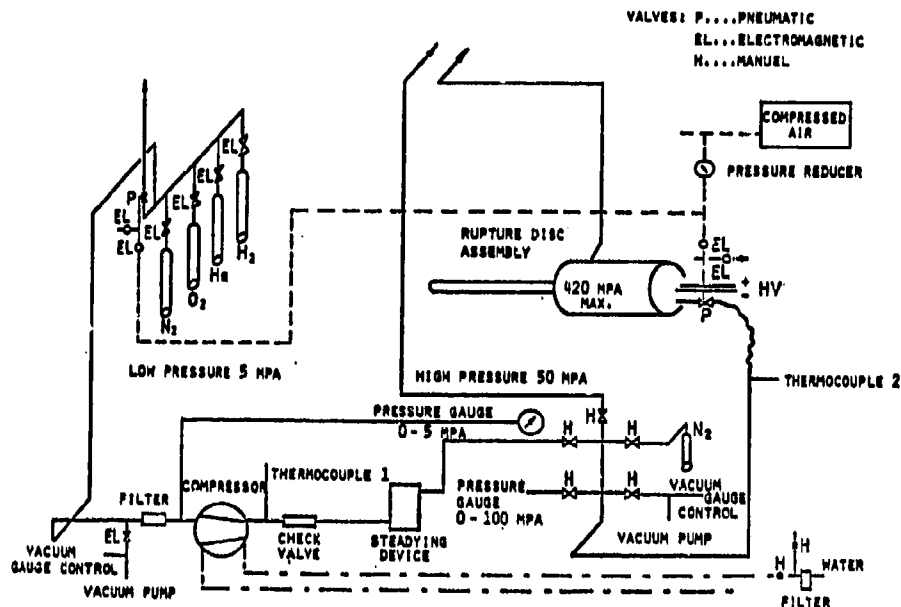 VALVES: P....PNEUMATIC
EL...ELECTROMAGNETIC
H....MANUEL
COMPRESSED
AIR
PRESSURE REDUCER
EL
EL
EL
P
EL
EL
EL
H2
He
O2
N2
RUPTURE DISC
ASSEMBLY
420 MPA
MAX.
EL
EL
+
- HV
P
LOW PRESSURE 5 MPA
HIGH PRESSURE 50 MPA
THERMOCOUPLE 2
PRESSURE GAUGE
0-5 MPA
H
H
H
N2
THERMOCOUPLE 1
COMPRESSOR
FILTER
PRESSURE
GAUGE
0-100 MPA
H
H
VACUUM
GAUGE
CONTROL
EL
CHECK
VALVE
STEADYING
DEVICE
VACUUM PUMP
VACUUM
GAUGE CONTROL
VACUUM PUMP
H
H
WATER
FILTER